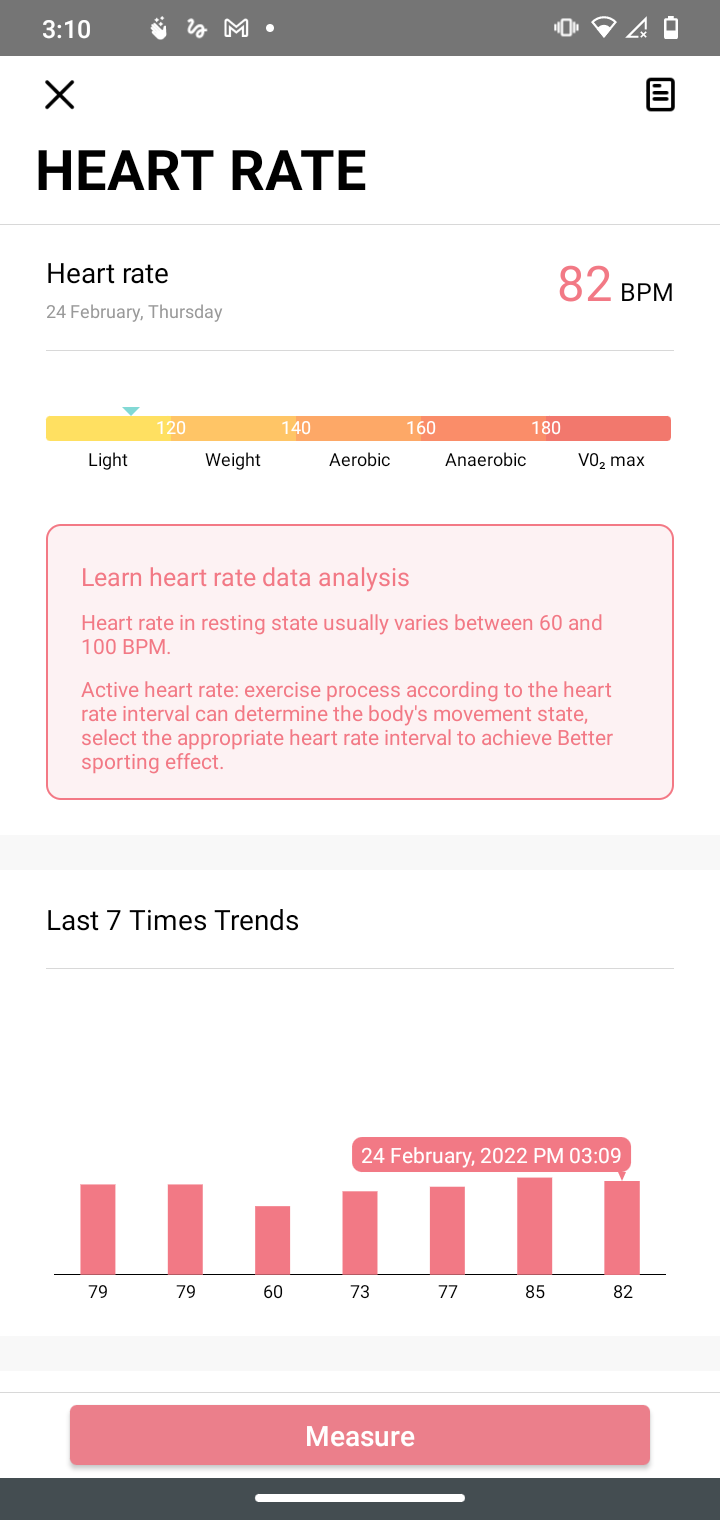 3:10
HEART RATE
Heart rate
82 BPM
24 February, Thursday
120 140 160 180
Light Weight Aerobic Anaerobic V0₂ max
Learn heart rate data analysis
Heart rate in resting state usually varies between 60 and
100 BPM.
Active heart rate: exercise process according to the heart
rate interval can determine the body's movement state,
select the appropriate heart rate interval to achieve Better
sporting effect.
Last 7 Times Trends
24 February, 2022 PM 03:09
79 79 60 73 77 85 82
Measure